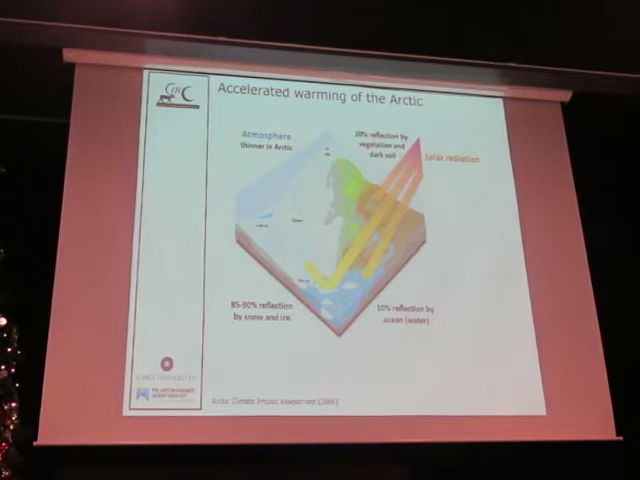 CIRC
Accelerated warming of the Arctic
Atmosphere
thinner in Arctic
20% reflection by
vegetation and
dark soil
Solar radiation
85-90% reflection
by snow and ice.
10% reflection by
ocean (water)
Arctic Climate Impact Assessment (2004)